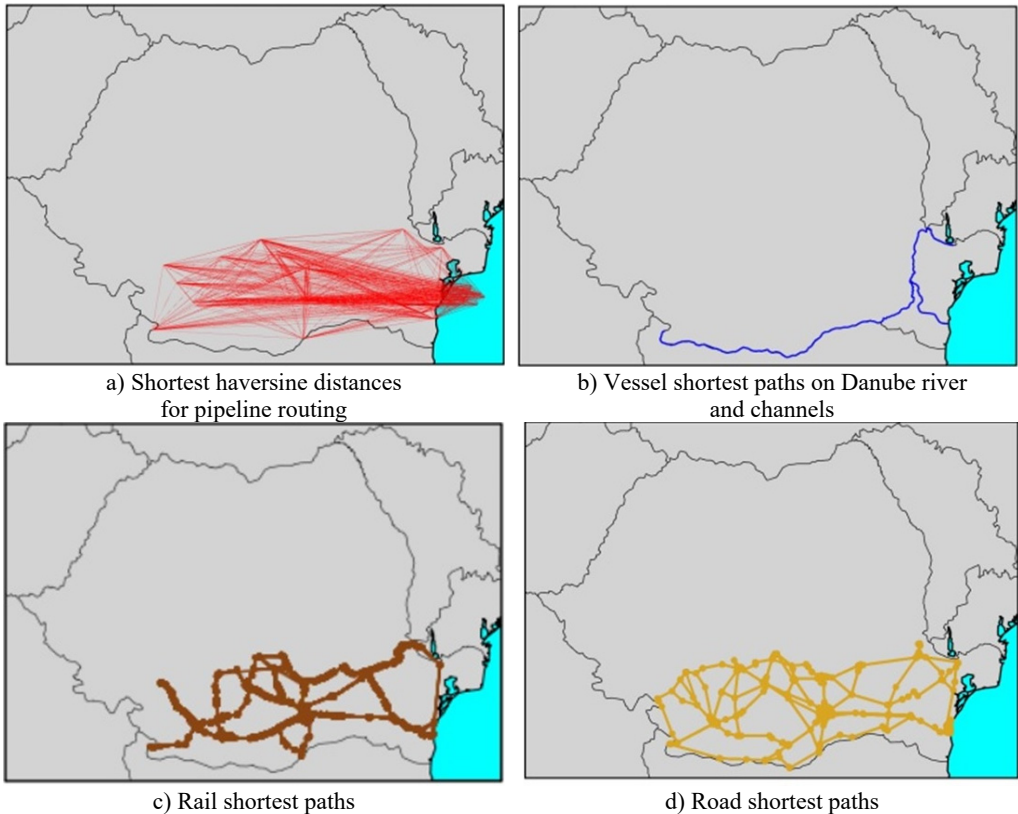 a) Shortest haversine distances
for pipeline routing
b) Vessel shortest paths on Danube river
and channels
c) Rail shortest paths
d) Road shortest paths